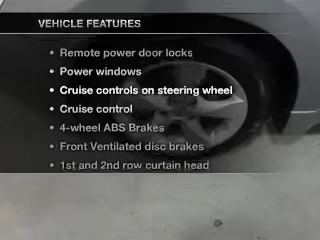 VEHICLE FEATURES
• Remote power door locks
• Power windows
• Cruise controls on steering wheel
• Cruise control
• 4-wheel ABS Brakes
• Front Ventilated disc brakes
• 1st and 2nd row curtain head